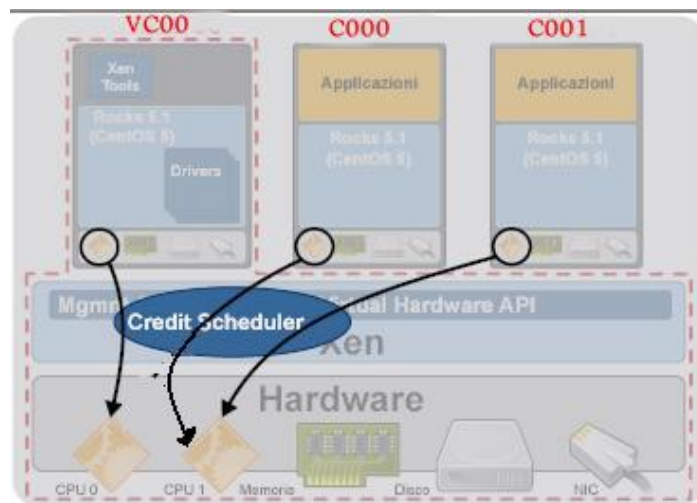 VC00
C000
C001
Xen
Tools
Rocks 5.1
(CentOS 5)
Drivers
Applicazioni
Rocks 5.1
(CentOS 5)
Applicazioni
Rocks 5.1
(CentOS 5)
Credit Scheduler
Virtual Hardware API
Xen
Hardware
CPU 0
CPU 1
Memoria
Disco
NIC